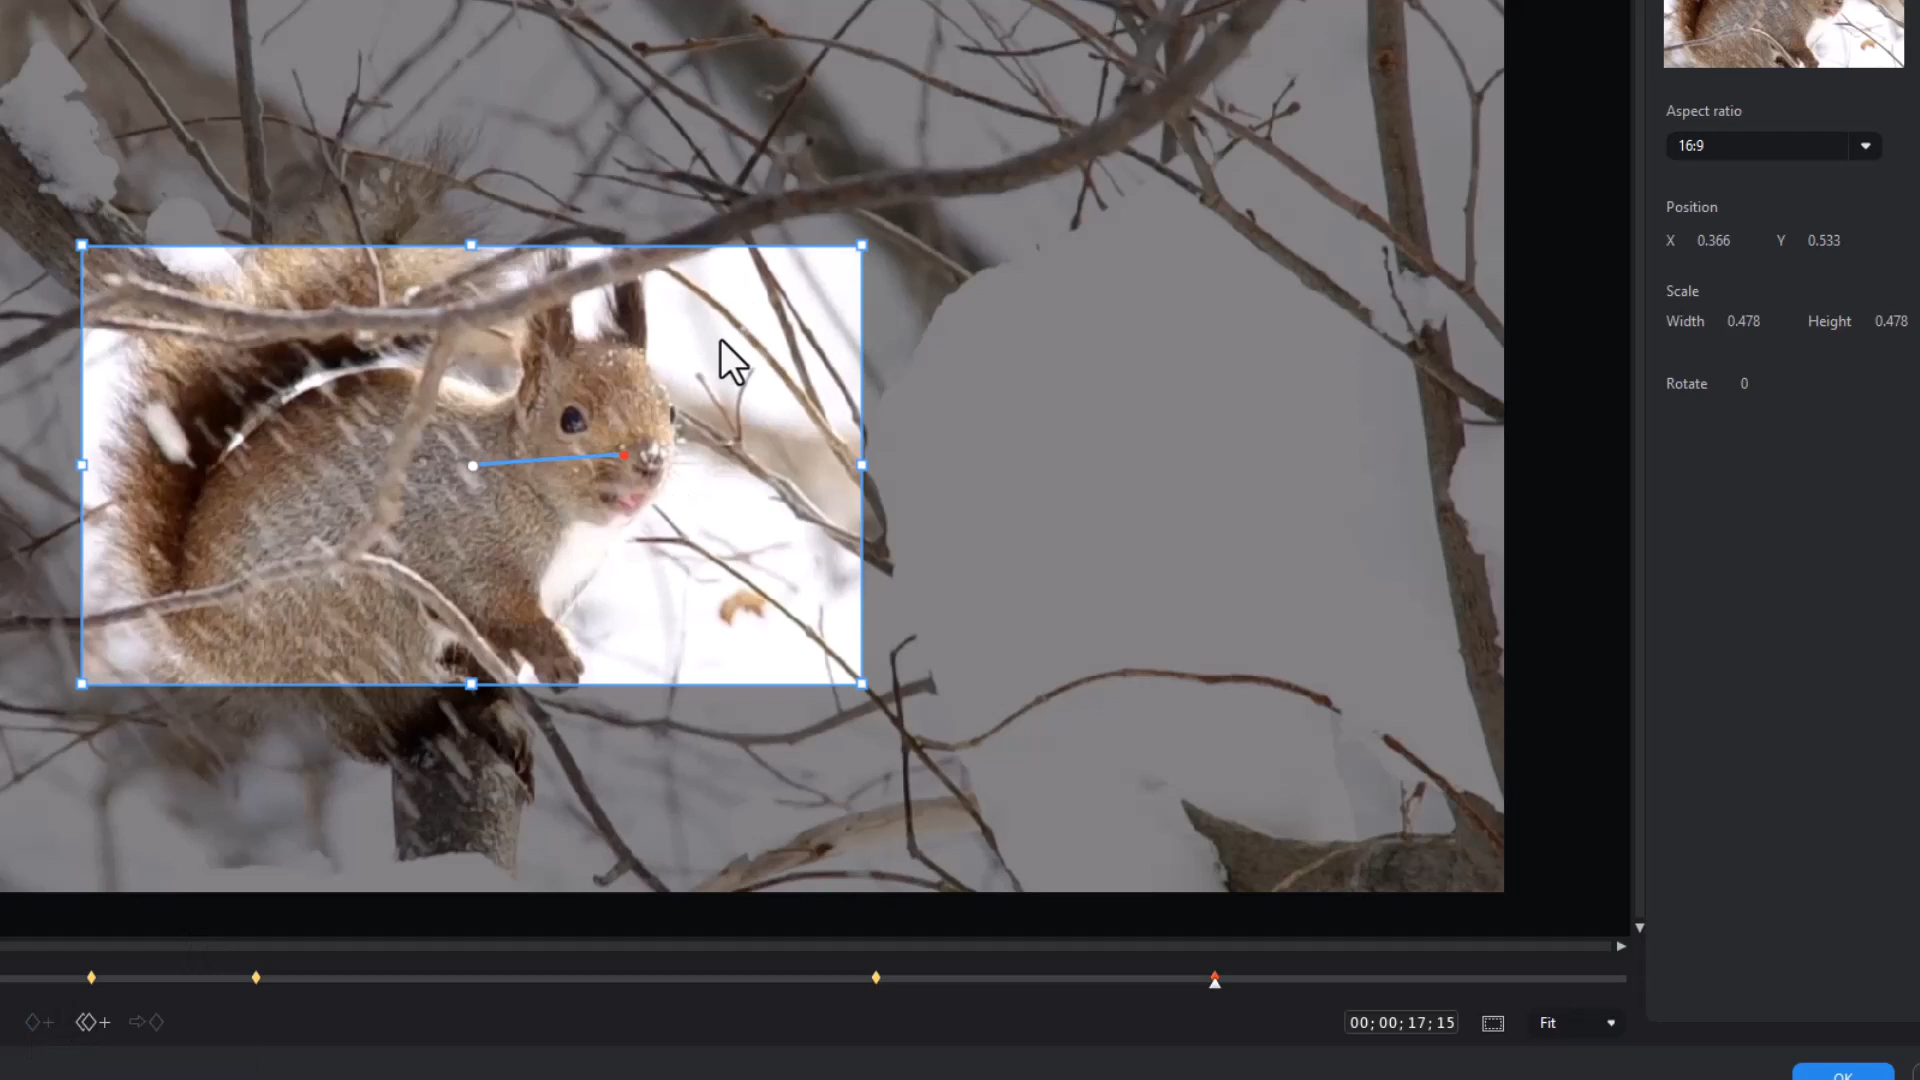 Aspect ratio
16:9
Position
X 0.366 Y 0.533
Scale
Width 0.478 Height 0.478
Rotate 0
00; 00; 17; 15 Fit
OK